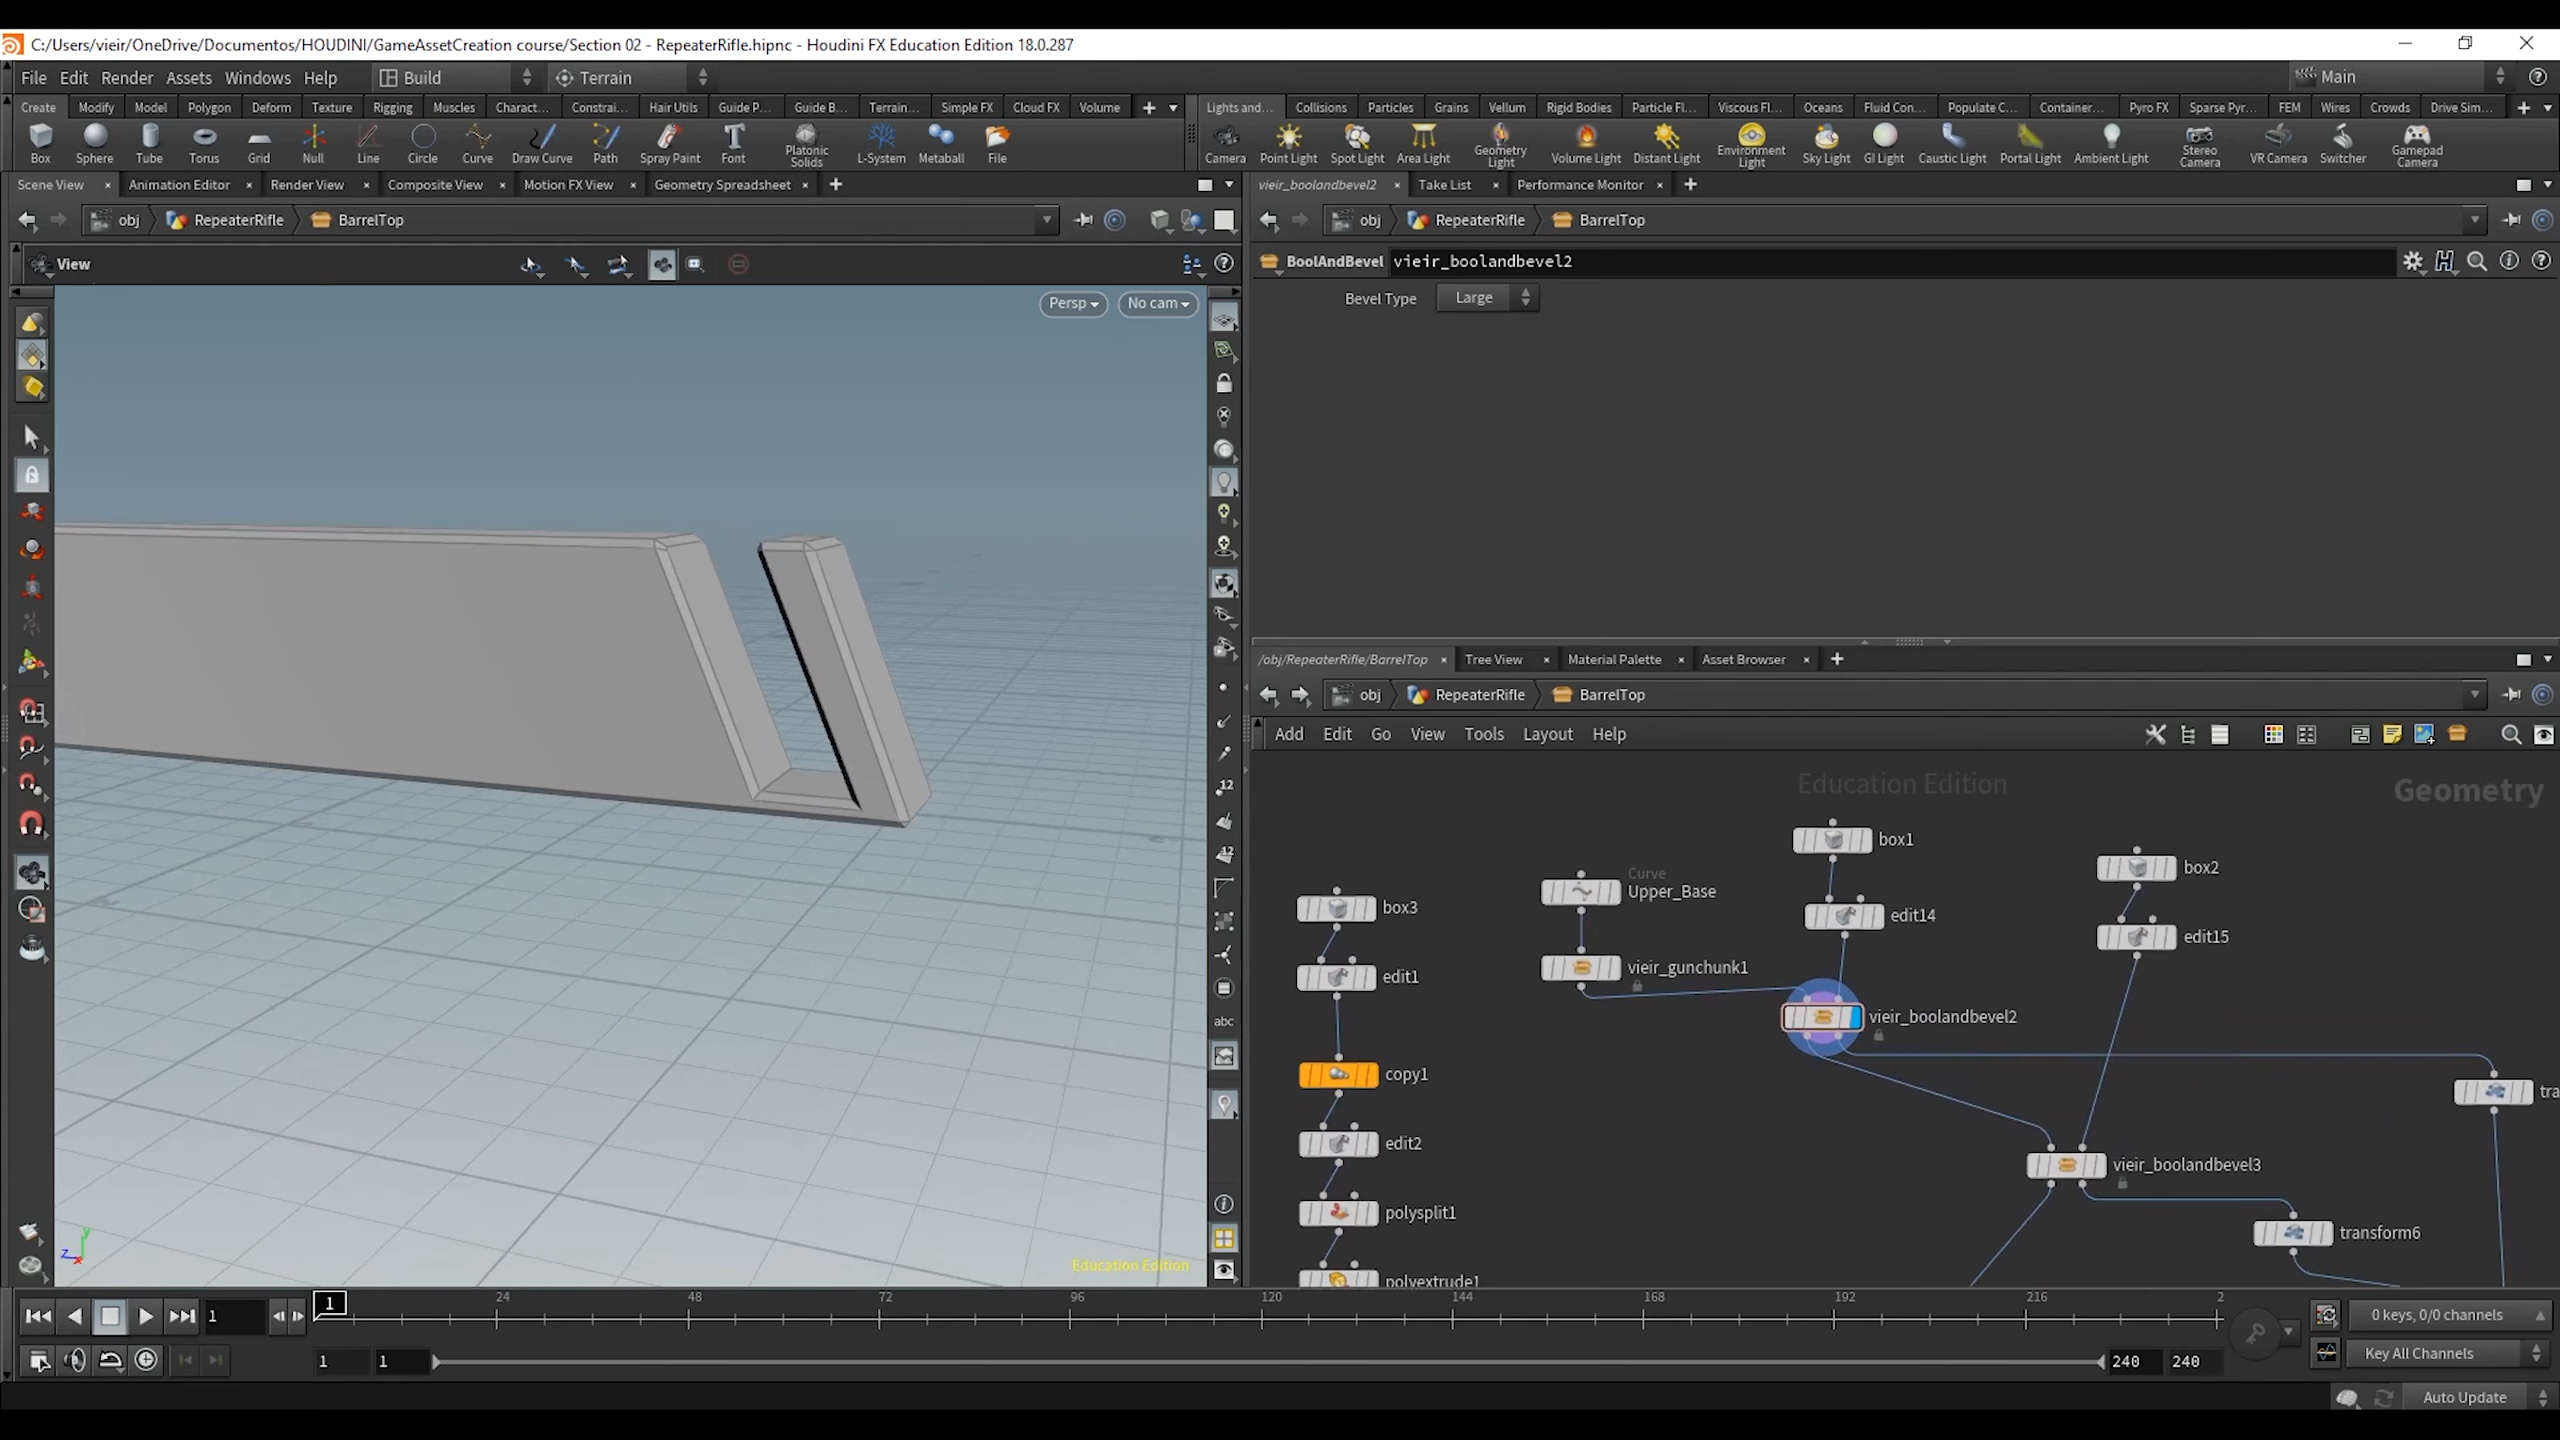 C:/Users/vieir/OneDrive/Documentos/HOUDINI/GameAssetCreation course/Section 02 - RepeaterRifle.hipnc - Houdini FX Education Edition 18.0.287
File Edit Render Assets Windows Help Build Terrain Main
Create Modify Model Polygon Deform Texture Rigging Muscles Charact... Constrai... Hair Utils Guide P... Guide B... Terrain... Simple FX Cloud FX Volume
Lights and... Collisions Particles Grains Vellum Rigid Bodies Particle Fl... Viscous Fl... Oceans Fluid Con... Populate C... Container... Pyro FX Sparse Pyr... FEM Wires Crowds Drive Sim...
Box Sphere Tube Torus Grid Null Line Circle Curve Draw Curve Path Spray Paint Font Platonic Solids L-System Metaball File
Camera Point Light Spot Light Area Light Geometry Light Volume Light Distant Light Environment Light Sky Light GI Light Caustic Light Portal Light Ambient Light Stereo Camera VR Camera Switcher Gamepad Camera
Scene View Animation Editor Render View Composite View Motion FX View Geometry Spreadsheet
vieir_boolandbevel2 Take List Performance Monitor
obj RepeaterRifle BarrelTop
obj RepeaterRifle BarrelTop
View
BoolAndBevel vieir_boolandbevel2
Bevel Type Large
Persp No cam
/obj/RepeaterRifle/BarrelTop Tree View Material Palette Asset Browser
obj RepeaterRifle BarrelTop
Add Edit Go View Tools Layout Help
Education Edition
Geometry
box1
box2
Curve
Upper_Base
box3
edit14
edit15
vieir_gunchunk1
edit1
vieir_boolandbevel2
copy1
tra
edit2
vieir_boolandbevel3
polysplit1
transform6
polyextrude1
12
12
abc
y
z
x
Education Edition
1 1 24 48 72 96 120 144 168 192 216 2
0 keys, 0/0 channels
1 1 240 240
Key All Channels
Auto Update